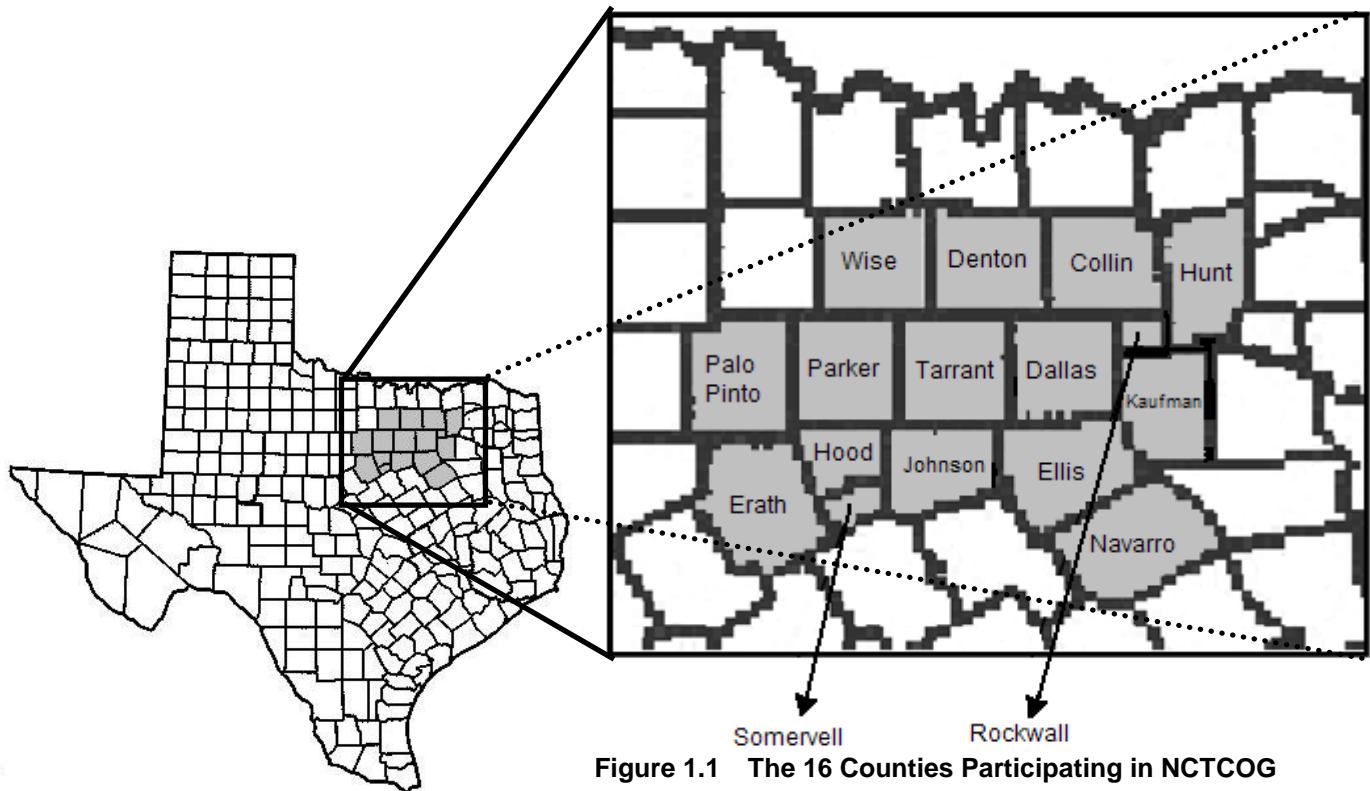 Wise
Denton
Collin
Hunt
Palo
Pinto
Parker
Tarrant
Dallas
Kaufman
Hood
Johnson
Ellis
Erath
Navarro
Somervell
Rockwall
Figure 1.1 The 16 Counties Participating in NCTCOG